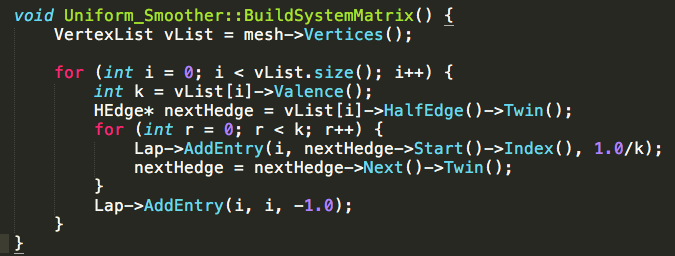 void Uniform_Smoother::BuildSystemMatrix() {
    VertexList vList = mesh->Vertices();

    for (int i = 0; i < vList.size(); i++) {
        int k = vList[i]->Valence();
        HEdge* nextHedge = vList[i]->HalfEdge()->Twin();
        for (int r = 0; r < k; r++) {
            Lap->AddEntry(i, nextHedge->Start()->Index(), 1.0/k);
            nextHedge = nextHedge->Next()->Twin();
        }
        Lap->AddEntry(i, i, -1.0);
    }
}